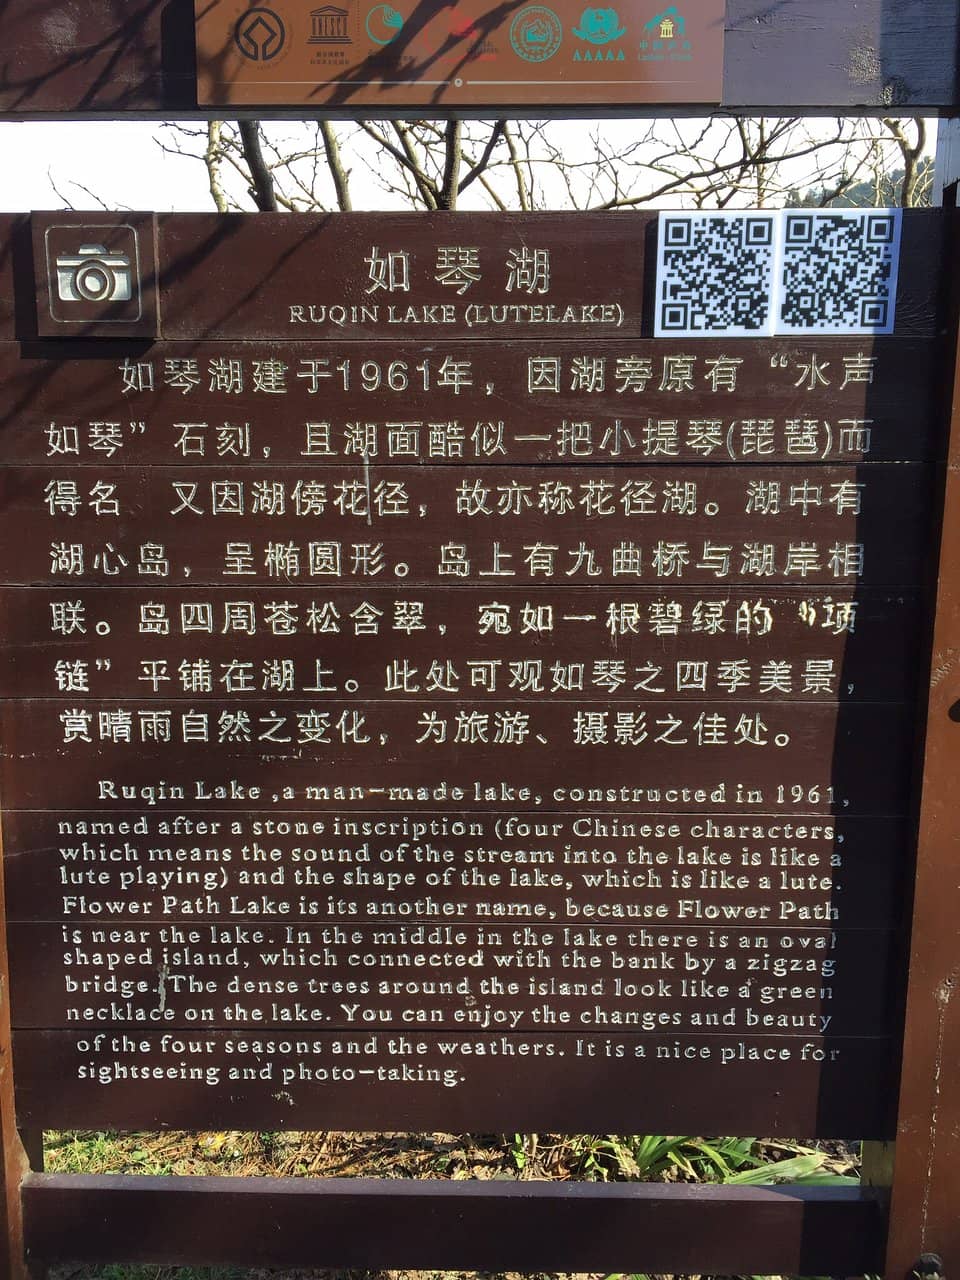 UNESCO
AAAAA
如琴湖
RUQIN LAKE (LUTELAKE)
如琴湖建于1961年，因湖旁原有“水声
如琴”石刻，且湖面酷似一把小提琴(琵琶)而
得名 又因湖傍花径，故亦称花径湖。湖中有
湖心岛，呈椭圆形。岛上有九曲桥与湖岸相
联。岛四周苍松含翠，宛如一根碧绿的“项
链”平铺在湖上。此处可观如琴之四季美景，
赏晴雨自然之变化，为旅游、摄影之佳处。
Ruqin Lake ,a man-made lake, constructed in 1961,
named after a stone inscription (four Chinese characters,
which means the sound of the stream into the lake is like a
lute playing) and the shape of the lake, which is like a lute.
Flower Path Lake is its another name, because Flower Path
is near the lake. In the middle in the lake there is an oval
shaped island, which connected with the bank by a zigzag
bridge. The dense trees around the island look like a green
necklace on the lake. You can enjoy the changes and beauty
of the four seasons and the weathers. It is a nice place for
sightseeing and photo-taking.